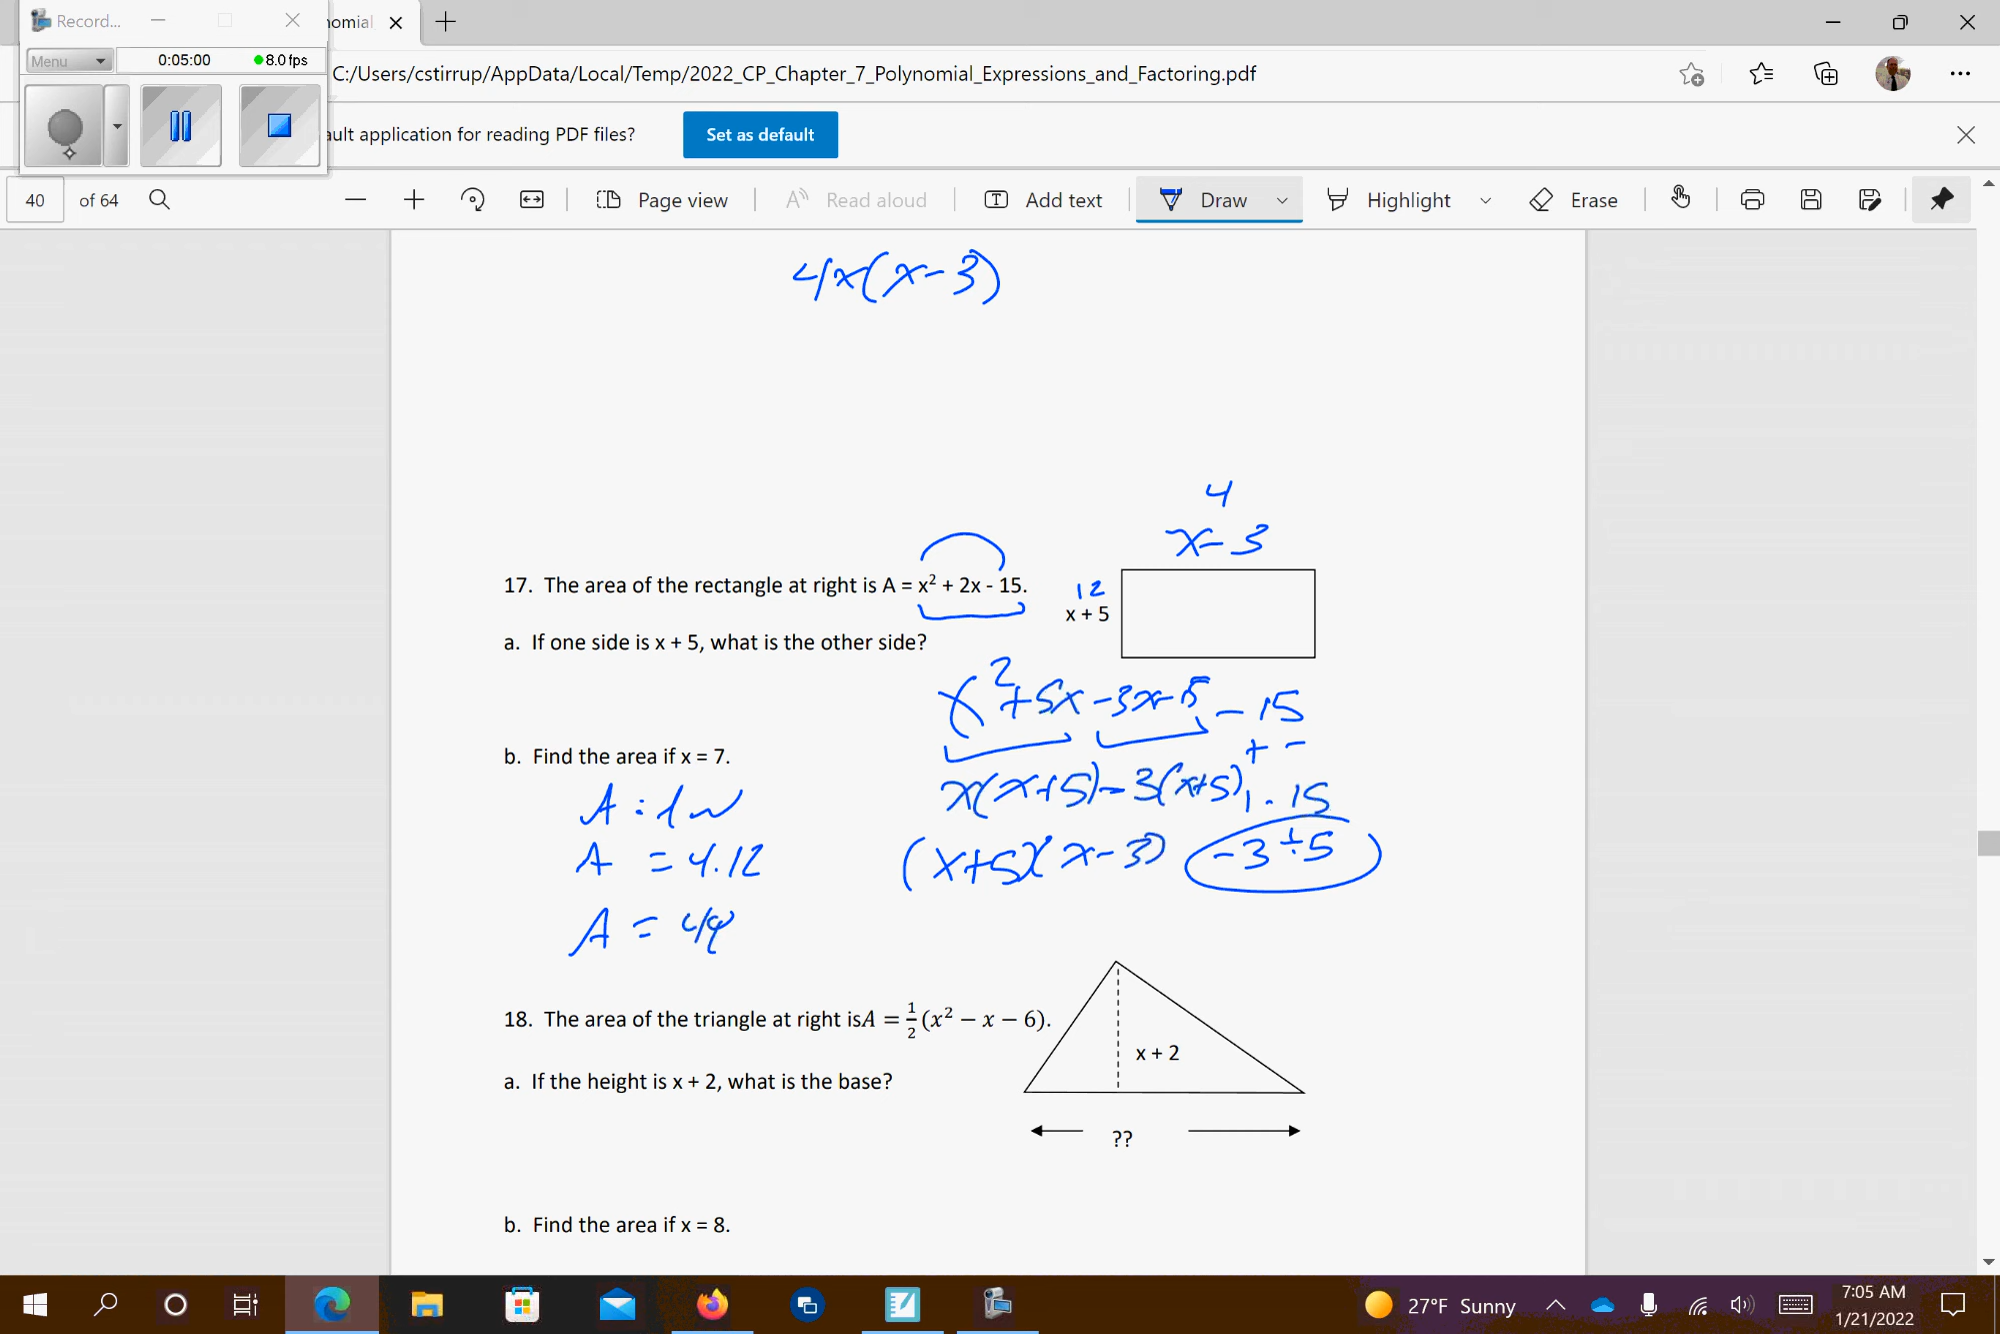 Record...
nomial
Menu
0:05:00
8.0 fps
C:/Users/cstirrup/AppData/Local/Temp/2022_CP_Chapter_7_Polynomial_Expressions_and_Factoring.pdf
ault application for reading PDF files?
Set as default
40 of 64
Page view
Read aloud
Add text
Draw
Highlight
Erase
4x(x-3)
4
x-3
17. The area of the rectangle at right is A = x² + 2x - 15.
12
x + 5
a. If one side is x + 5, what is the other side?
x²+5x-3x-15
-15
+ -
b. Find the area if x = 7.
x(x+5)-3(x+5)
1.15
A = lw
(x+5)(x-3)
-3 + 5
A = 4.12
A = 48
18. The area of the triangle at right is A = 1/2 (x² − x − 6).
x + 2
a. If the height is x + 2, what is the base?
??
b. Find the area if x = 8.
27°F Sunny
7:05 AM
1/21/2022